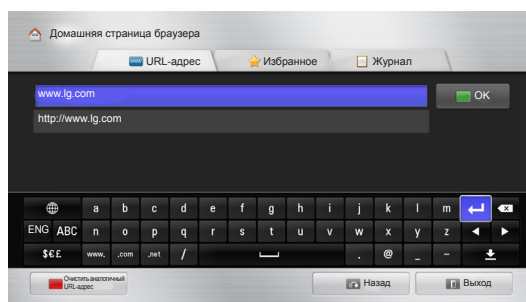 Домашняя страница браузера
www URL-адрес Избранное Журнал
www.lg.com OK
http://www.lg.com
a b c d e f g h i j k l m
ENG ABC n o p q r s t u v w x y z
$€£ www. .com .net / . @ _ -
Очистить аналогичный
URL-адрес
Назад Выход